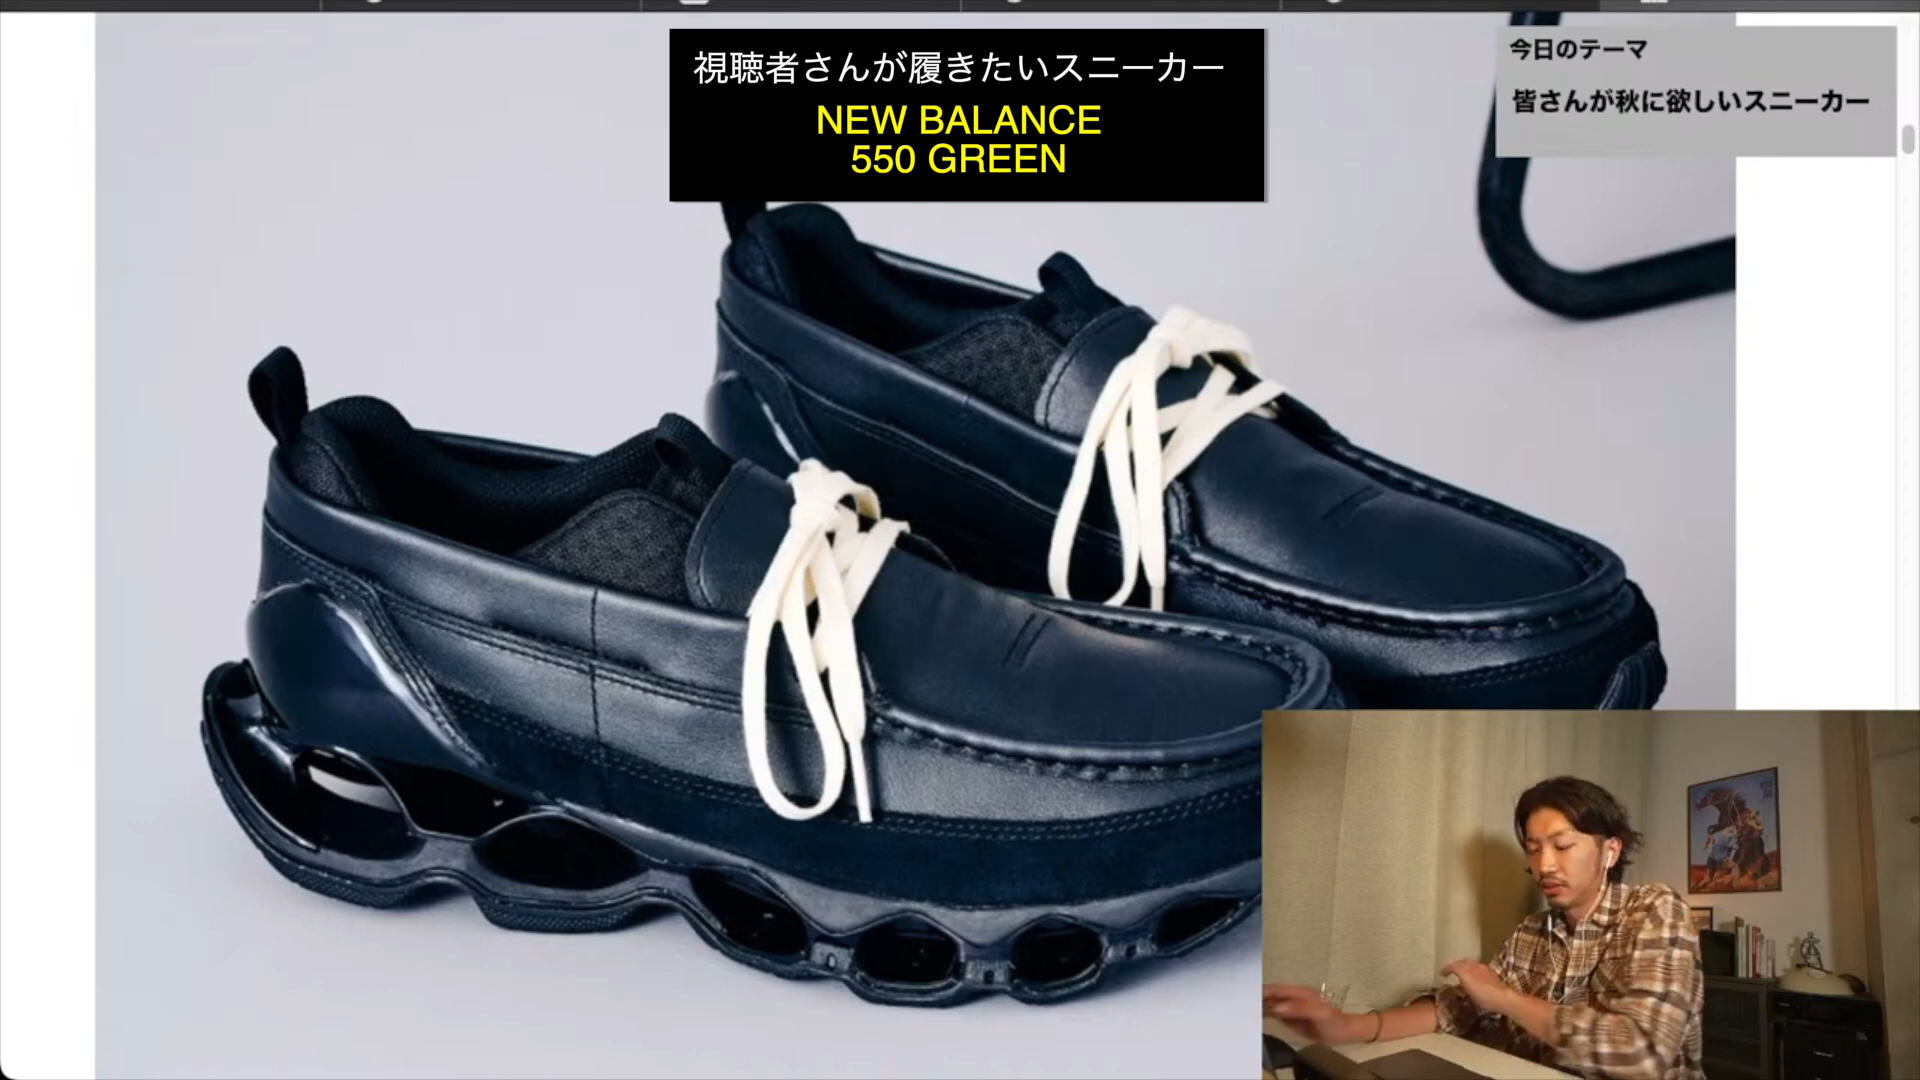 視聴者さんが履きたいスニーカー
NEW BALANCE
550 GREEN
今日のテーマ
皆さんが秋に欲しいスニーカー